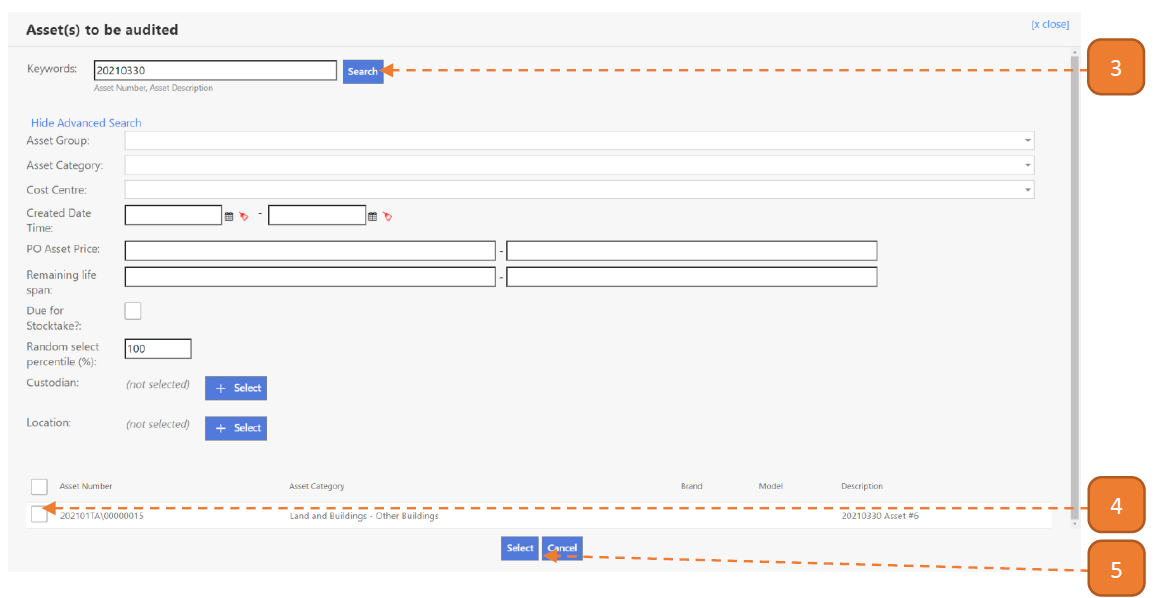 Asset(s) to be audited
[x close]
Keywords: 20210330 Search
3
Asset Number, Asset Description
Hide Advanced Search
Asset Group:
Asset Category:
Cost Centre:
Created Date
Time:
-
PO Asset Price: -
Remaining life
span:
-
Due for
Stocktake?:
Random select
percentile (%):
100
Custodian: (not selected) + Select
Location: (not selected) + Select
Asset Number Asset Category Brand Model Description
4
202101TA\00000015 Land and Buildings - Other Buildings 20210330 Asset #6
Select Cancel
5